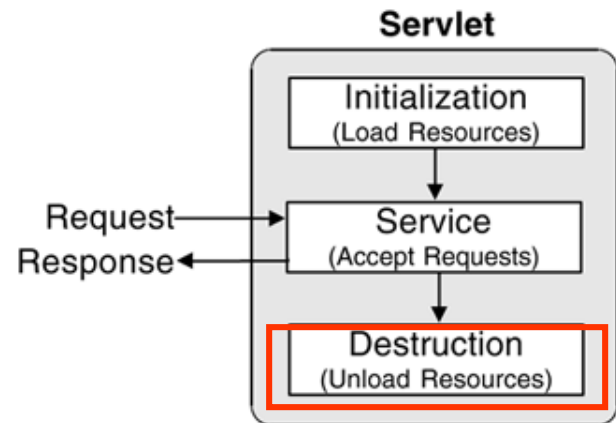 Servlet
Initialization
(Load Resources)
Request
Service
Response
(Accept Requests)
Destruction
(Unload Resources)